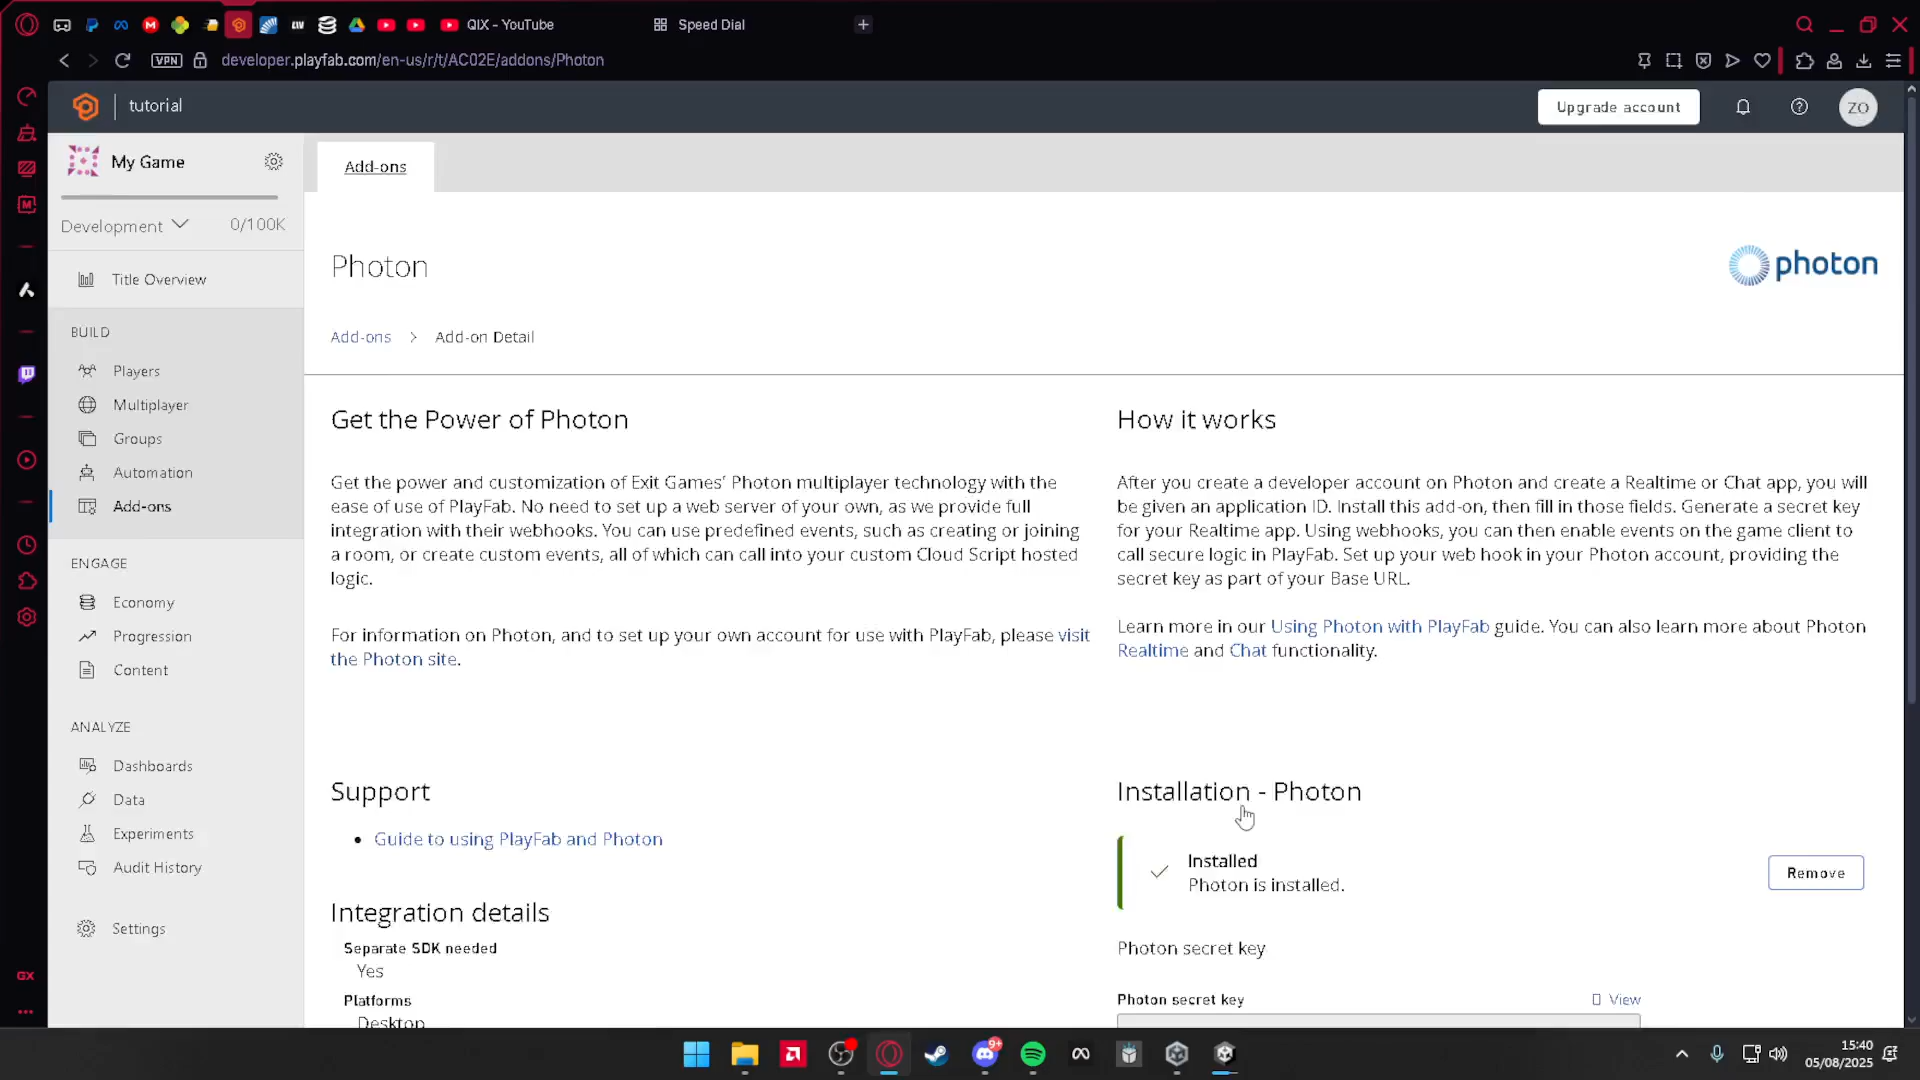 QIX - YouTube
Speed Dial
VPN
developer.playfab.com/en-us/r/t/AC02E/addons/Photon
tutorial
Upgrade account
ZO
My Game
Development
0/100K
Title Overview
BUILD
Players
Multiplayer
Groups
Automation
Add-ons
ENGAGE
Economy
Progression
Content
ANALYZE
Dashboards
Data
Experiments
Audit History
Settings
GX
Add-ons
Photon
photon
Add-ons > Add-on Detail
Get the Power of Photon
Get the power and customization of Exit Games' Photon multiplayer technology with the
ease of use of PlayFab. No need to set up a web server of your own, as we provide full
integration with their webhooks. You can use predefined events, such as creating or joining
a room, or create custom events, all of which can call into your custom Cloud Script hosted
logic.
For information on Photon, and to set up your own account for use with PlayFab, please visit
the Photon site.
How it works
After you create a developer account on Photon and create a Realtime or Chat app, you will
be given an application ID. Install this add-on, then fill in those fields. Generate a secret key
for your Realtime app. Using webhooks, you can then enable events on the game client to
call secure logic in PlayFab. Set up your web hook in your Photon account, providing the
secret key as part of your Base URL.
Learn more in our Using Photon with PlayFab guide. You can also learn more about Photon
Realtime and Chat functionality.
Support
• Guide to using PlayFab and Photon
Integration details
Separate SDK needed
Yes
Platforms
Desktop
Installation - Photon
Installed
Photon is installed.
Remove
Photon secret key
Photon secret key
View
9+
15:40
05/08/2025